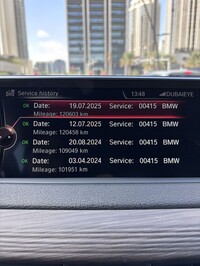 Service history 13:48 DUBAIEYE
OK Date: 19.07.2025 Service: 00415 BMW
Mileage: 120603 km
OK Date: 12.07.2025 Service: 00415 BMW
Mileage: 120458 km
OK Date: 20.08.2024 Service: 00415 BMW
Mileage: 109049 km
OK Date: 03.04.2024 Service: 00415 BMW
Mileage: 101951 km